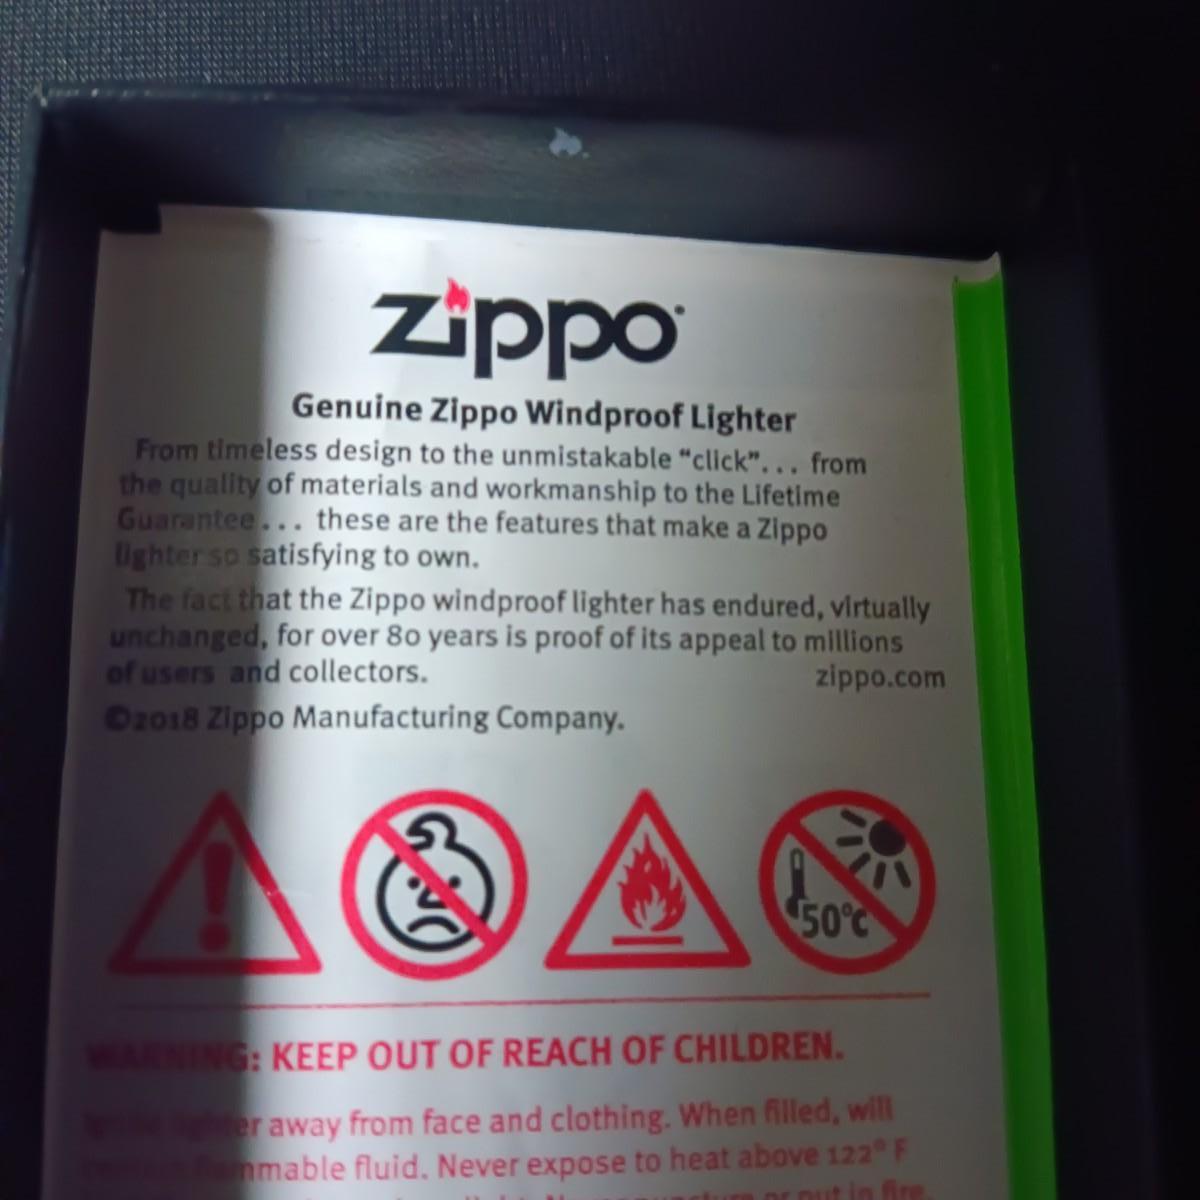 zippo
Genuine Zippo Windproof Lighter
From timeless design to the unmistakable “click”... from
the quality of materials and workmanship to the Lifetime
Guarantee... these are the features that make a Zippo
lighter so satisfying to own.
The fact that the Zippo windproof lighter has endured, virtually
unchanged, for over 80 years is proof of its appeal to millions
of users and collectors.
zippo.com
©2018 Zippo Manufacturing Company.
50°C
WARNING: KEEP OUT OF REACH OF CHILDREN.
lighter away from face and clothing. When filled, will
flammable fluid. Never expose to heat above 122° F
or put in fire